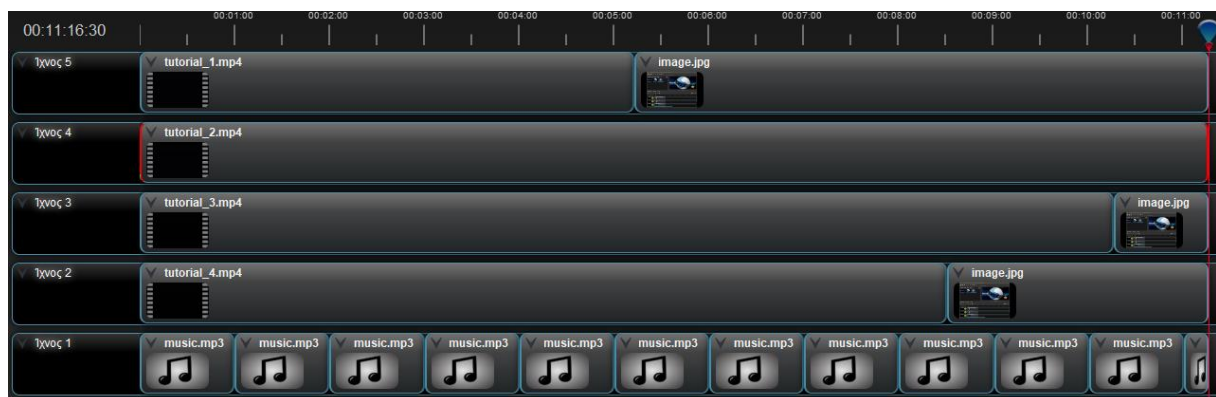 00:01:00 00:02:00 00:03:00 00:04:00 00:05:00 00:06:00 00:07:00 00:08:00 00:09:00 00:10:00 00:11:00
00:11:16:30
Ίχνος 5 tutorial_1.mp4 image.jpg
Ίχνος 4 tutorial_2.mp4
Ίχνος 3 tutorial_3.mp4 image.jpg
Ίχνος 2 tutorial_4.mp4 image.jpg
Ίχνος 1 music.mp3 music.mp3 music.mp3 music.mp3 music.mp3 music.mp3 music.mp3 music.mp3 music.mp3 music.mp3 music.mp3